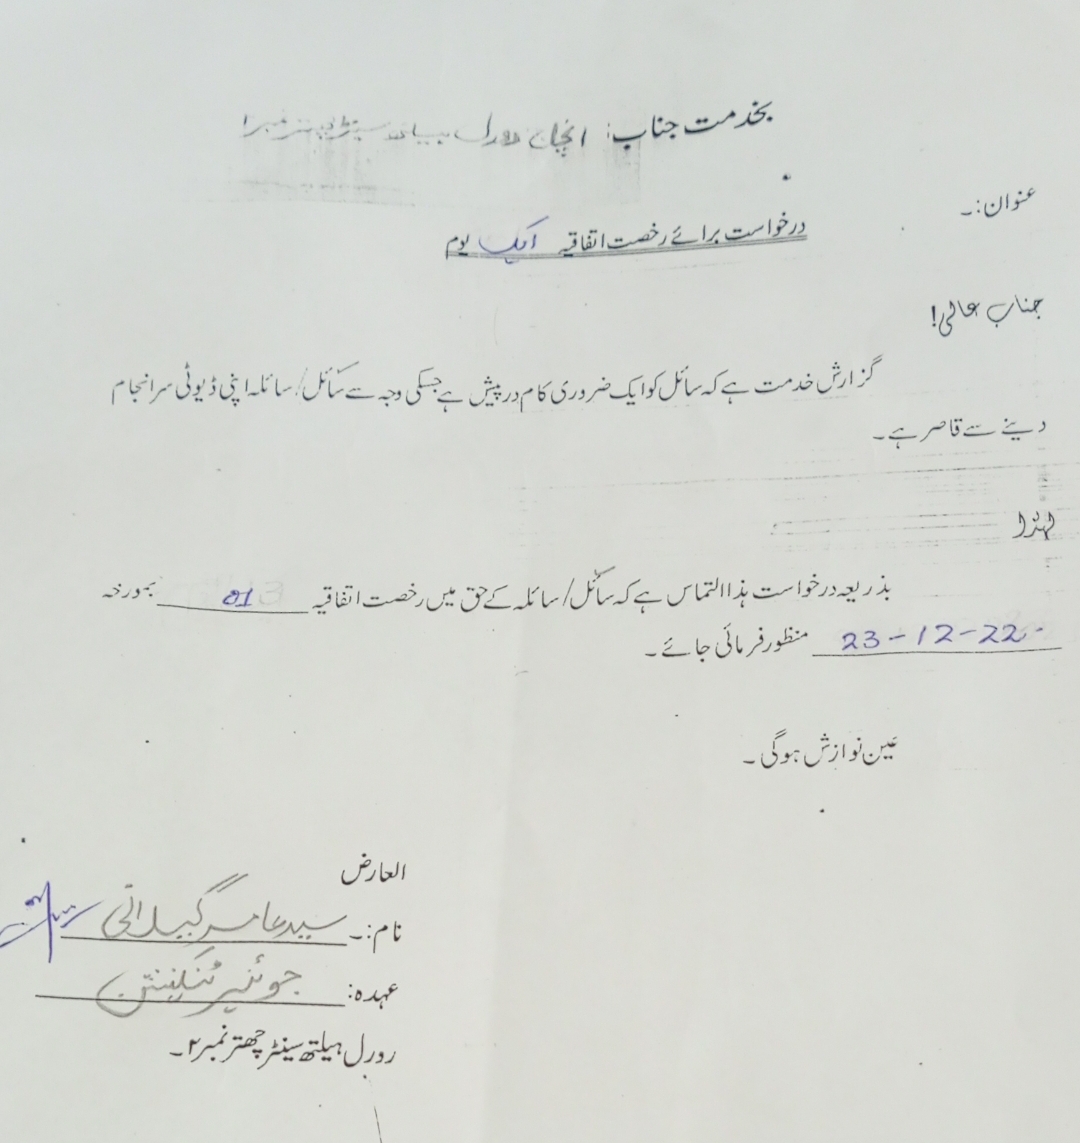 بخدمت جناب: انچارج رورل ہیلتھ سینٹر چھتر نمبر۲
عنوان:۔
درخواست برائے رخصت اتفاقیہ ایک یوم
جناب عالی!
گزارش خدمت ہے کہ سائل کو ایک ضروری کام درپیش ہے جسکی وجہ سے سائل/سائلہ اپنی ڈیوٹی سرانجام
دینے سے قاصر ہے۔
لہٰذا
بذریعہ درخواست ہذا التماس ہے کہ سائل/سائلہ کے حق میں رخصت اتفاقیہ 01 بمورخہ
23-12-22 منظور فرمائی جائے۔
عین نوازش ہوگی۔
العارض
نام:۔ سید عامر گیلانی
عہدہ: جونیئر ٹیکنیشن
رورل ہیلتھ سینٹر چھتر نمبر۲۔